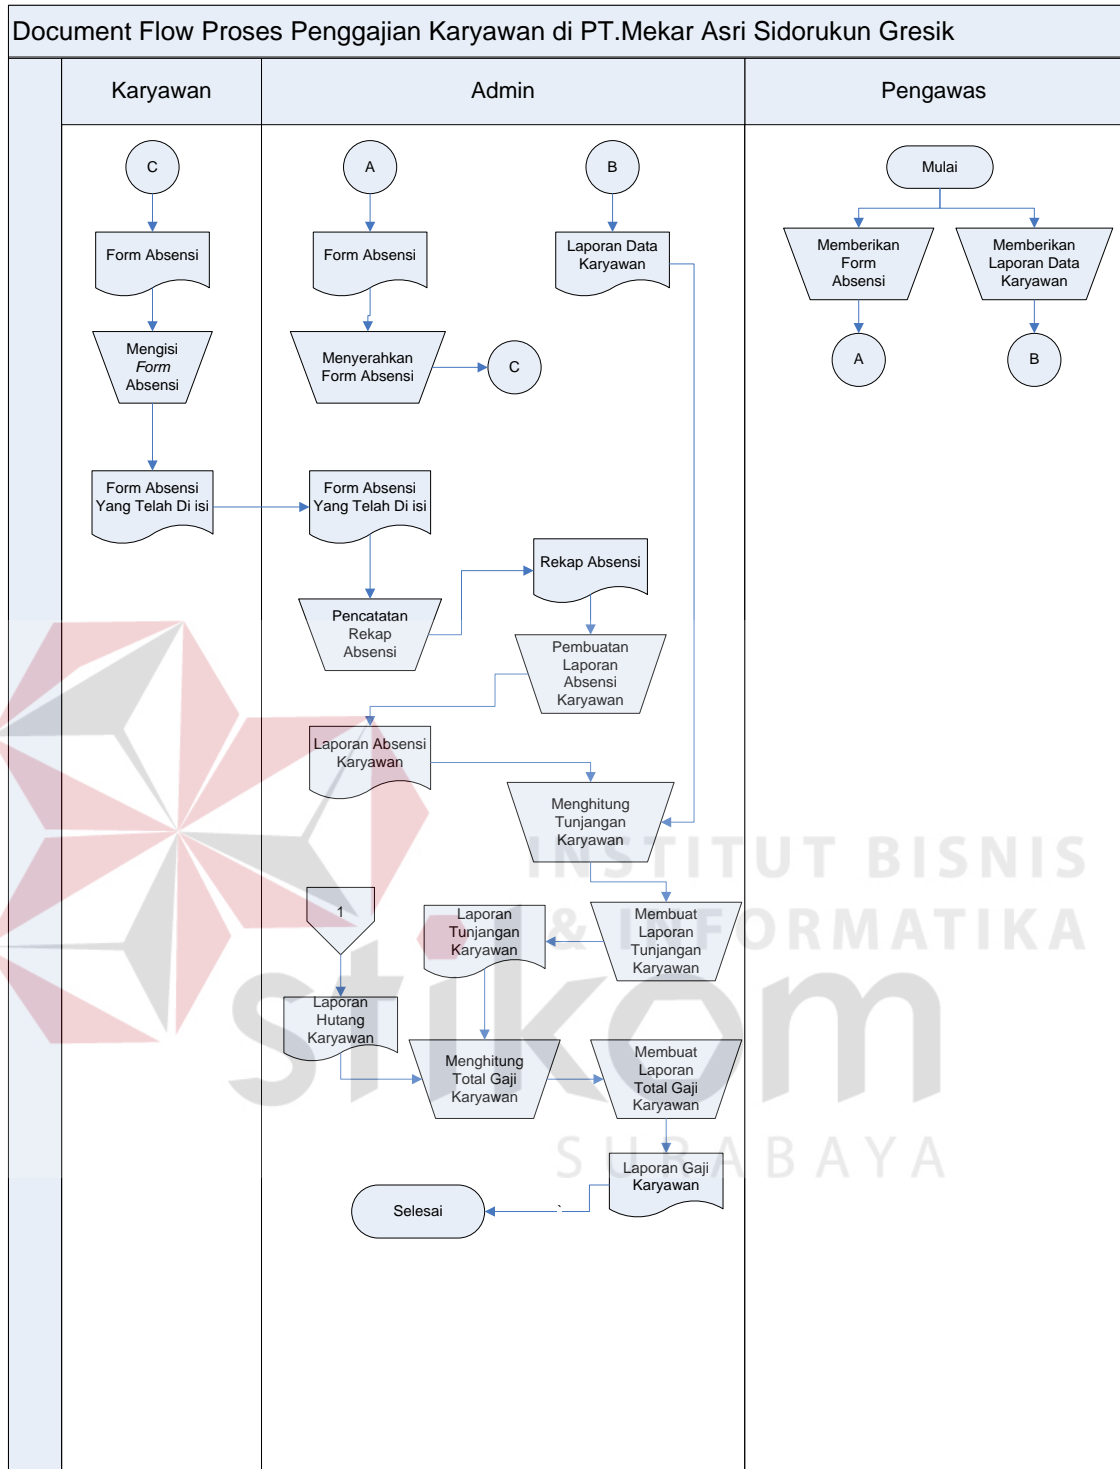 Document Flow Proses Penggajian Karyawan di PT.Mekar Asri Sidorukun Gresik
Karyawan
Admin
Pengawas
C
Form Absensi
Mengisi
Form
Absensi
Form Absensi
Yang Telah Di isi
A
Form Absensi
Menyerahkan
Form Absensi
C
B
Laporan Data
Karyawan
Form Absensi
Yang Telah Di isi
Pencatatan
Rekap
Absensi
Rekap Absensi
Pembuatan
Laporan
Absensi
Karyawan
Laporan Absensi
Karyawan
Menghitung
Tunjangan
Karyawan
1
Laporan
Tunjangan
Karyawan
Membuat
Laporan
Tunjangan
Karyawan
Laporan
Hutang
Karyawan
Menghitung
Total Gaji
Karyawan
Membuat
Laporan
Total Gaji
Karyawan
Laporan Gaji
Karyawan
Selesai
`
Mulai
Memberikan
Form
Absensi
Memberikan
Laporan Data
Karyawan
A
B
INSTITUT BISNIS
& INFORMATIKA
stikom
SURABAYA